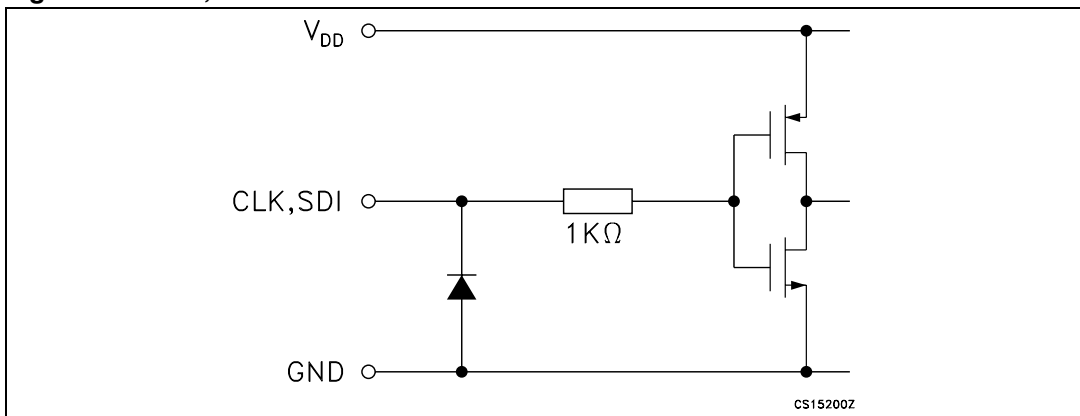 V_DD
CLK,SDI
1KΩ
GND
CS15200Z